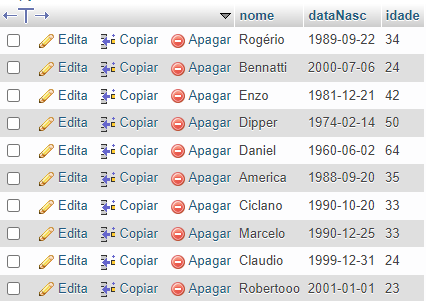 nome dataNasc idade
Edita Copiar Apagar Rogério 1989-09-22 34
Edita Copiar Apagar Bennatti 2000-07-06 24
Edita Copiar Apagar Enzo 1981-12-21 42
Edita Copiar Apagar Dipper 1974-02-14 50
Edita Copiar Apagar Daniel 1960-06-02 64
Edita Copiar Apagar America 1988-09-20 35
Edita Copiar Apagar Ciclano 1990-10-20 33
Edita Copiar Apagar Marcelo 1990-12-25 33
Edita Copiar Apagar Claudio 1999-12-31 24
Edita Copiar Apagar Robertooo 2001-01-01 23